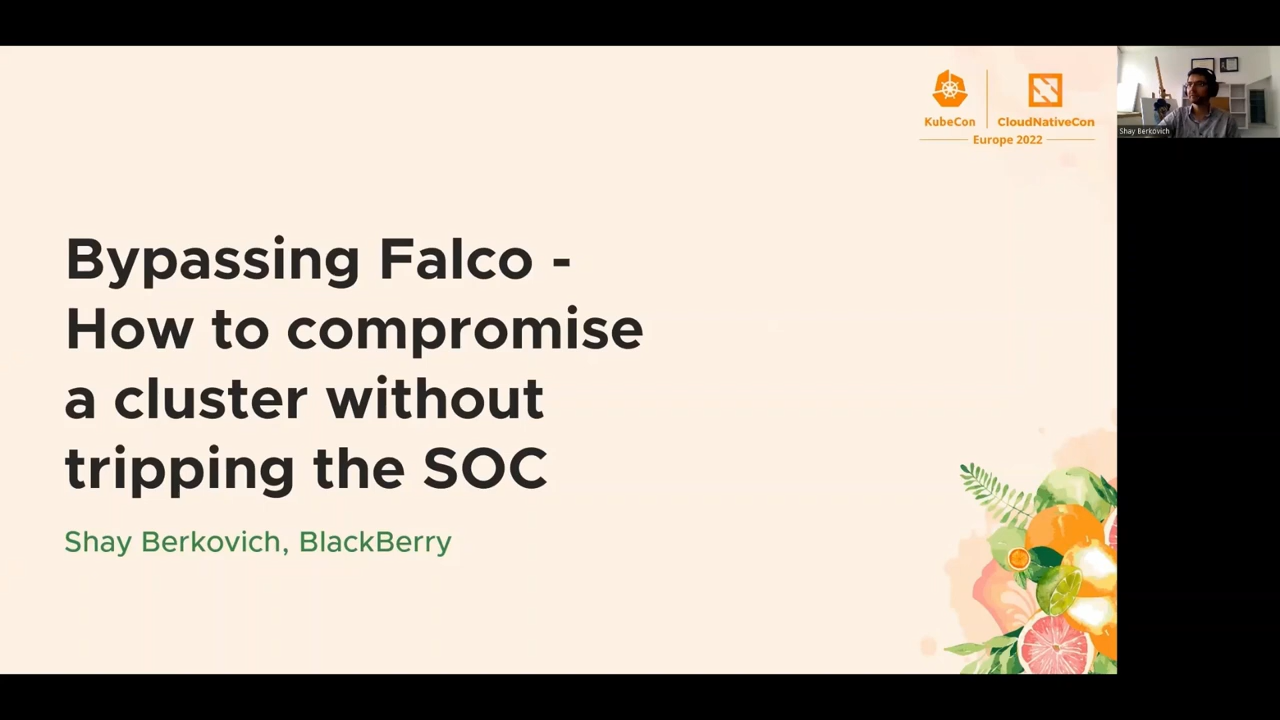 KubeCon
CloudNativeCon
Europe 2022
Shay Berkovich
Bypassing Falco -
How to compromise
a cluster without
tripping the SOC
Shay Berkovich, BlackBerry